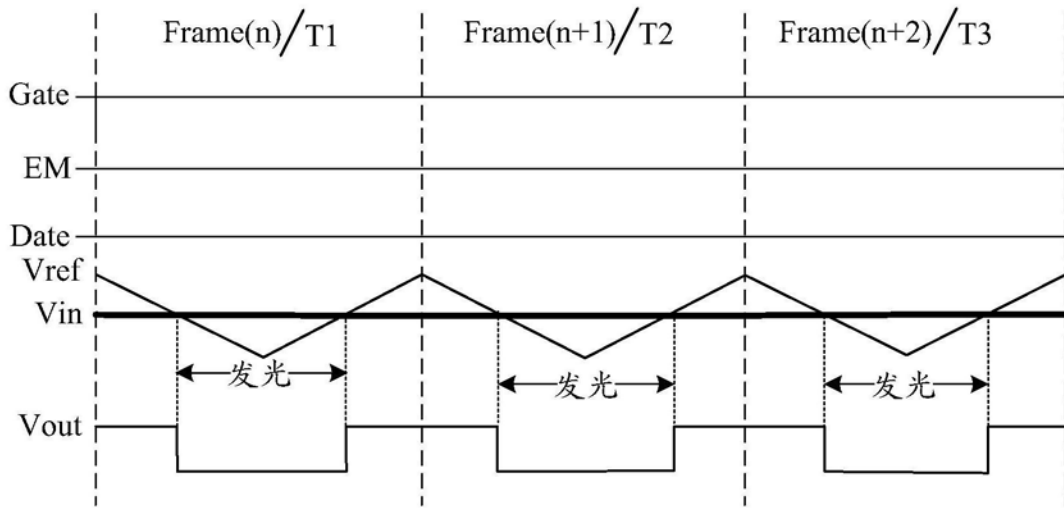 Frame(n)/T1 Frame(n+1)/T2 Frame(n+2)/T3
Gate
EM
Date
Vref
Vin
发光 发光 发光
Vout